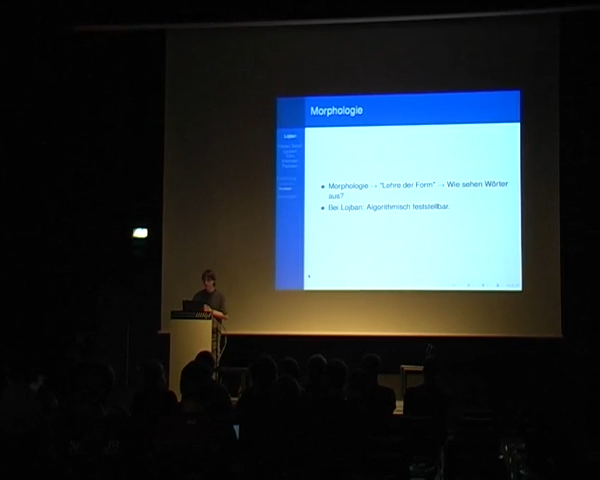 Morphologie
Lojban
• Morphologie → "Lehre der Form" → Wie sehen Wörter
aus?
• Bei Lojban: Algorithmisch feststellbar.